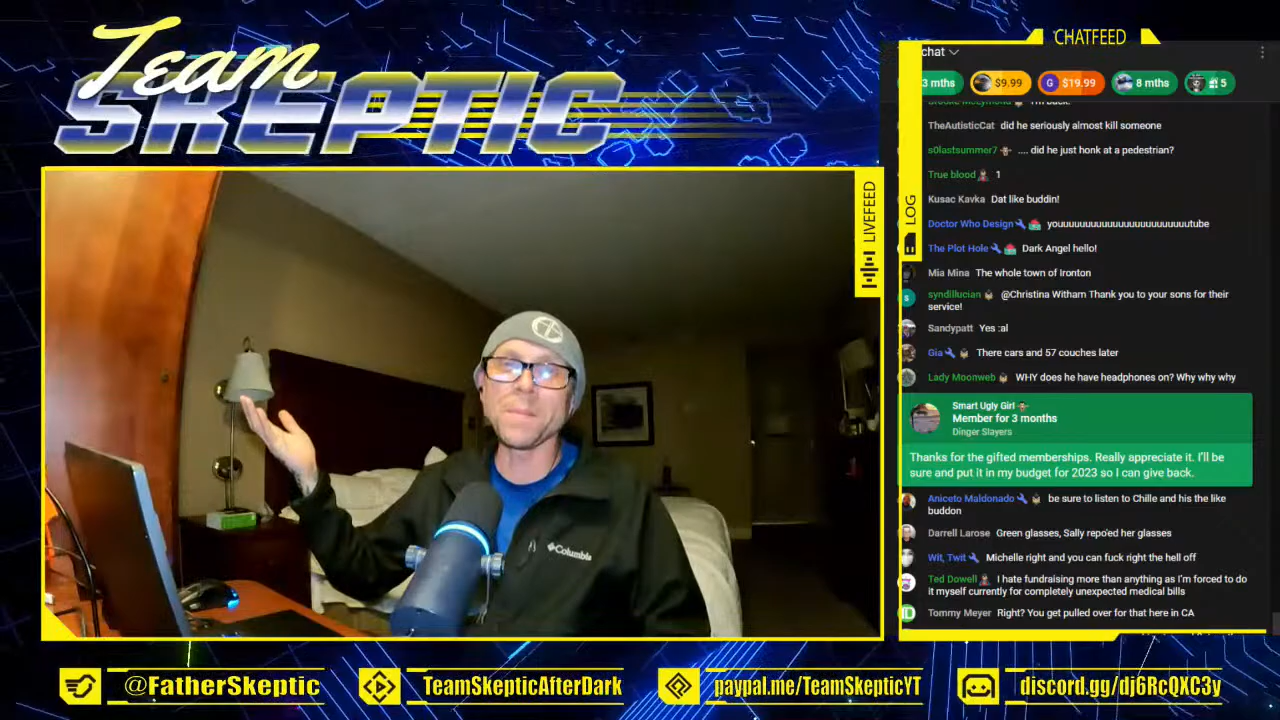 Team
SKEPTIC
CHATFEED
chat
3 mths
$9.99
G
$19.99
8 mths
5
LIVEFEED
LOG
I'm back.
TheAutisticCat did he seriously almost kill someone
s0lastsummer7 .... did he just honk at a pedestrian?
True blood 1
Kusac Kavka Dat like buddin!
Doctor Who Design youuuuuuuuuuuuuuuuuuuuuuutube
The Plot Hole Dark Angel hello!
Mia Mina The whole town of Ironton
syndillucian @Christina Witham Thank you to your sons for their
service!
Sandypatt Yes :al
Gia There cars and 57 couches later
Lady Moonweb WHY does he have headphones on? Why why why
Smart Ugly Girl
Member for 3 months
Dinger Slayers
Thanks for the gifted memberships. Really appreciate it. I'll be
sure and put it in my budget for 2023 so I can give back.
Aniceto Maldonado be sure to listen to Chille and his the like
buddon
Darrell Larose Green glasses, Sally repo'ed her glasses
Wit, Twit Michelle right and you can fuck right the hell off
Ted Dowell I hate fundraising more than anything as I'm forced to do
it myself currently for completely unexpected medical bills
Tommy Meyer Right? You get pulled over for that here in CA
Columbia
@FatherSkeptic
TeamSkepticAfterDark
paypal.me/TeamSkepticYT
discord.gg/dj6RcQXC3y